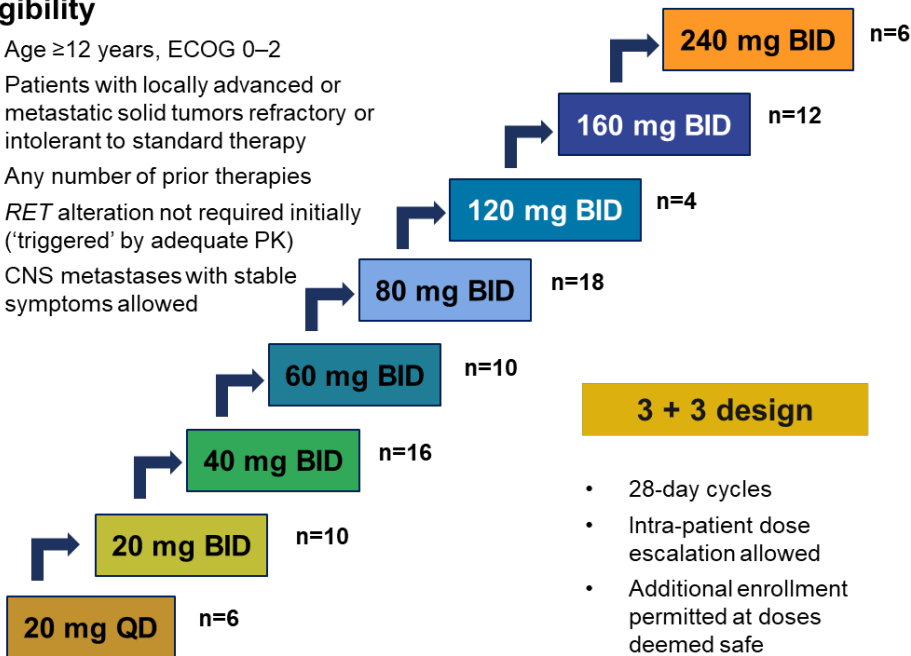 gibility
Age ≥12 years, ECOG 0–2
Patients with locally advanced or
metastatic solid tumors refractory or
intolerant to standard therapy
Any number of prior therapies
RET alteration not required initially
(‘triggered’ by adequate PK)
CNS metastases with stable
symptoms allowed
240 mg BID n=6
160 mg BID n=12
120 mg BID n=4
80 mg BID n=18
60 mg BID n=10
40 mg BID n=16
20 mg BID n=10
20 mg QD n=6
3 + 3 design
• 28-day cycles
• Intra-patient dose
escalation allowed
• Additional enrollment
permitted at doses
deemed safe